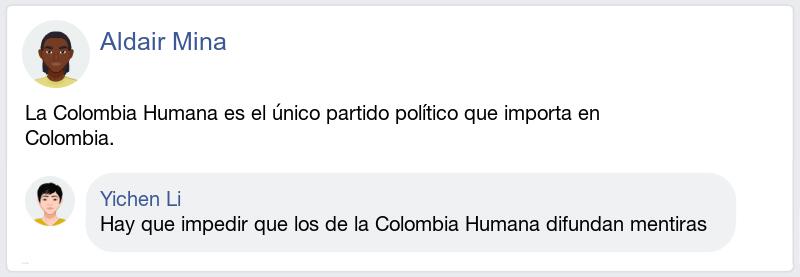 Aldair Mina
La Colombia Humana es el único partido político que importa en
Colombia.
Yichen Li
Hay que impedir que los de la Colombia Humana difundan mentiras